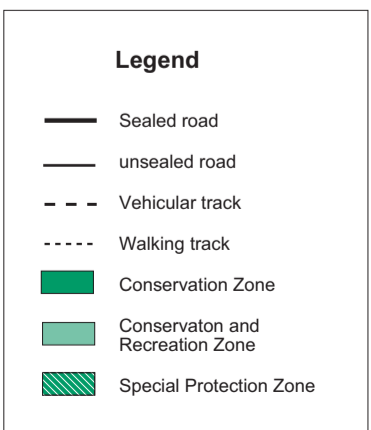 Legend
Sealed road
unsealed road
Vehicular track
Walking track
Conservation Zone
Conservaton and
Recreation Zone
Special Protection Zone